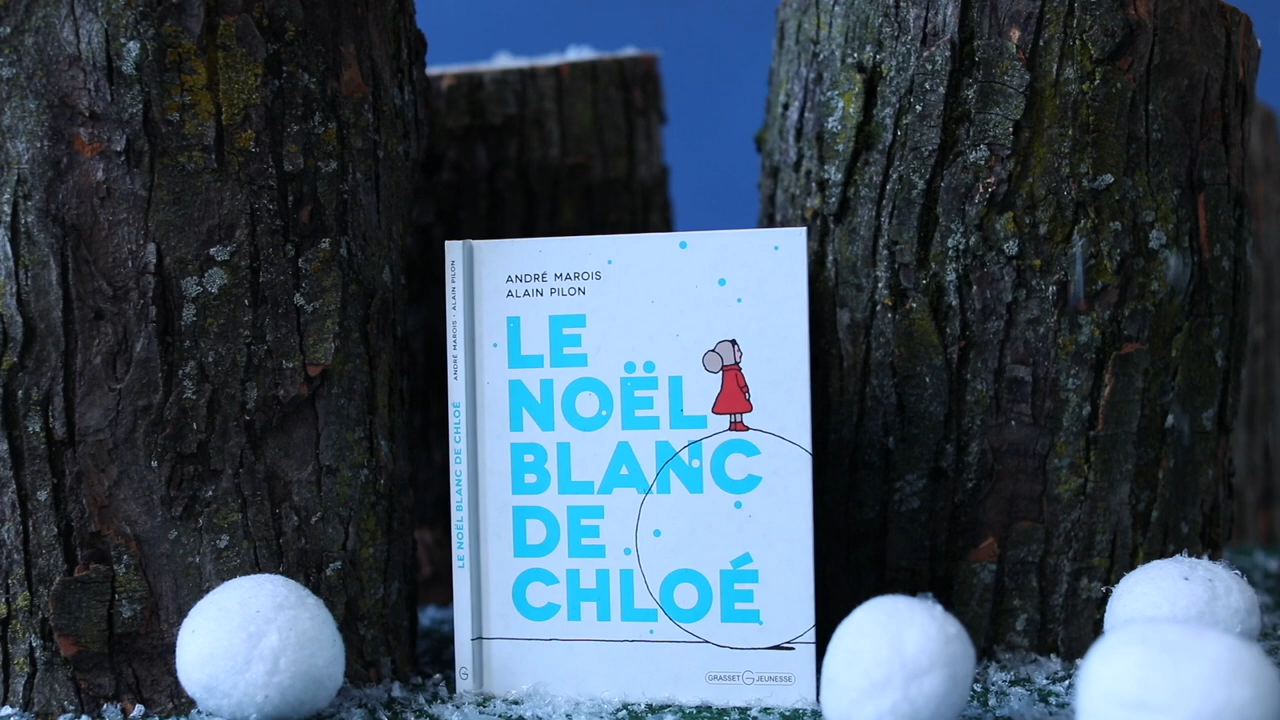 ANDRÉ MAROIS · ALAIN PILON
LE NOËL BLANC DE CHLOÉ
G
ANDRÉ MAROIS
ALAIN PILON
LE
NOËL
BLANC
DE
CHLOÉ
GRASSET G JEUNESSE